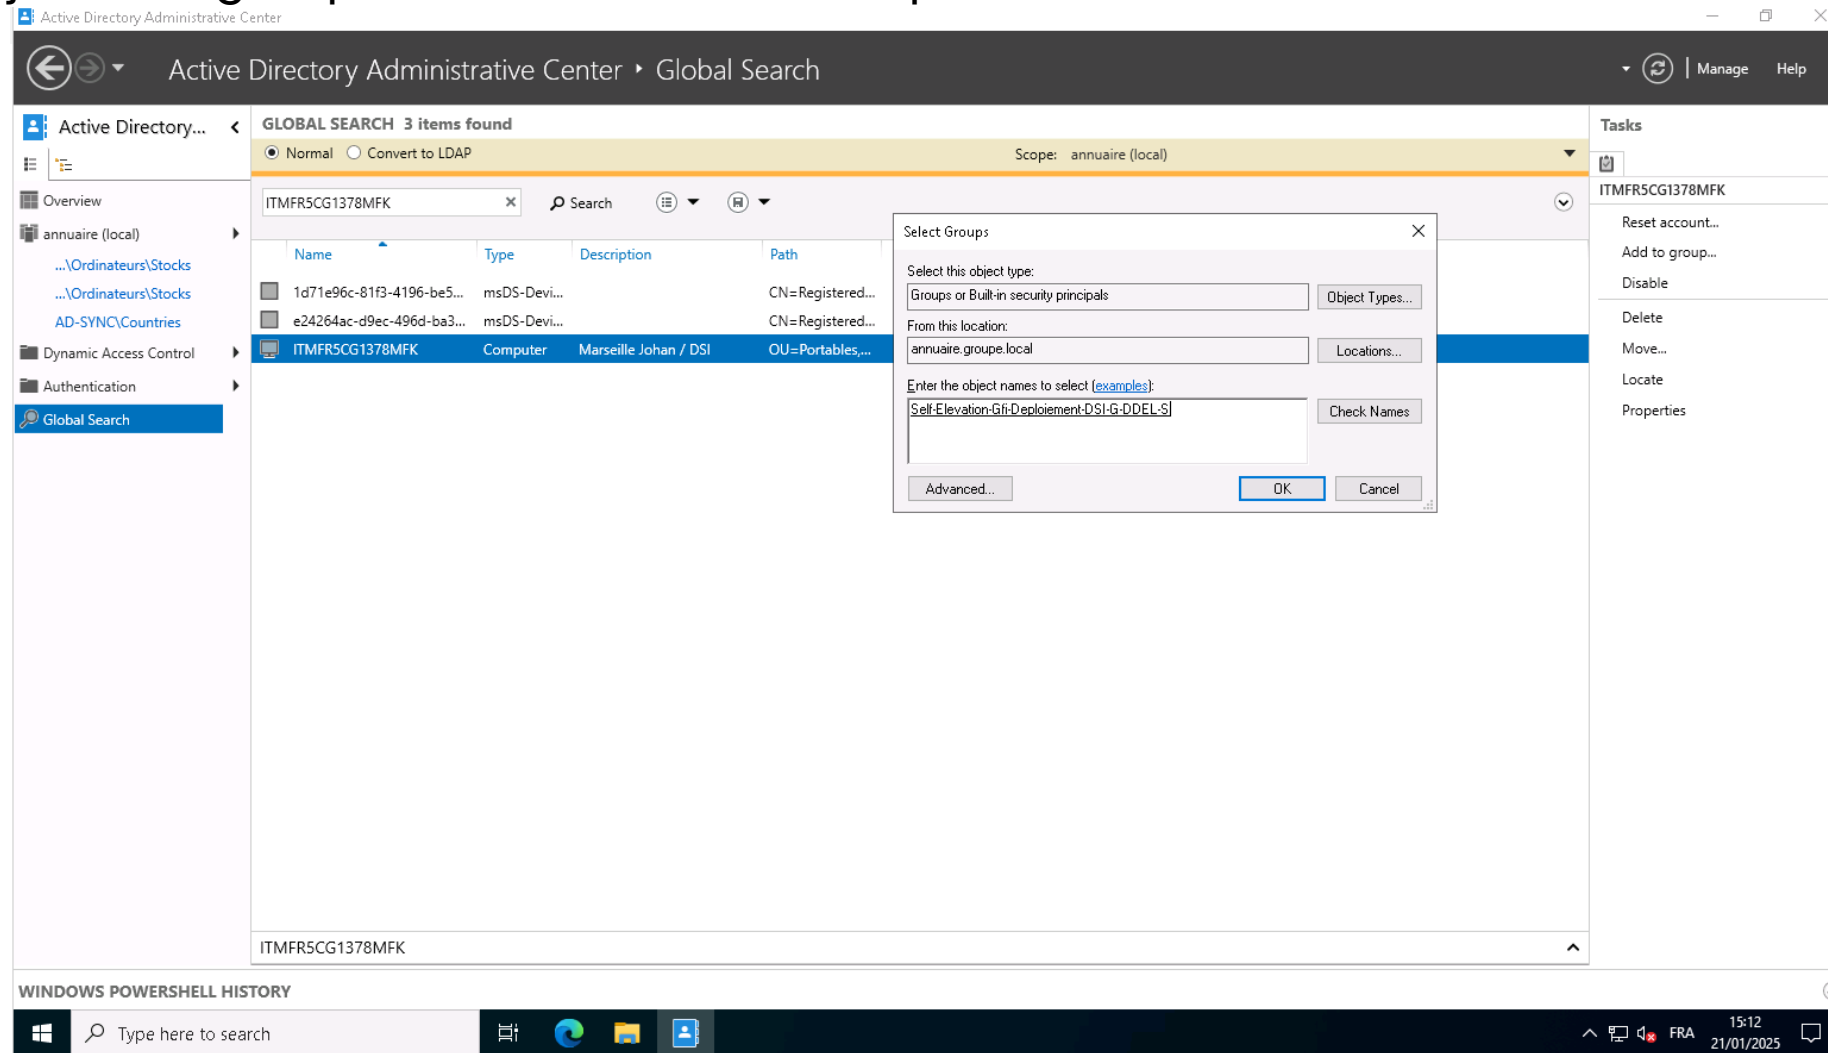 Active Directory Administrative Center
Active Directory Administrative Center • Global Search
Manage Help
Active Directory...
Overview
annuaire (local)
...\Ordinateurs\Stocks
...\Ordinateurs\Stocks
AD-SYNC\Countries
Dynamic Access Control
Authentication
Global Search
GLOBAL SEARCH 3 items found
Normal Convert to LDAP Scope: annuaire (local)
ITMFR5CG1378MFK Search
Name Type Description Path
1d71e96c-81f3-4196-be5... msDS-Devi... CN=Registered...
e24264ac-d9ec-496d-ba3... msDS-Devi... CN=Registered...
ITMFR5CG1378MFK Computer Marseille Johan / DSI OU=Portables,...
Select Groups
Select this object type:
Groups or Built-in security principals Object Types...
From this location:
annuaire.groupe.local Locations...
Enter the object names to select (examples):
Self-Elevation-Gfi-Deploiement-DSI-G-DDEL-S Check Names
Advanced... OK Cancel
Tasks
ITMFR5CG1378MFK
Reset account...
Add to group...
Disable
Delete
Move...
Locate
Properties
ITMFR5CG1378MFK
WINDOWS POWERSHELL HISTORY
Type here to search
FRA
15:12
21/01/2025